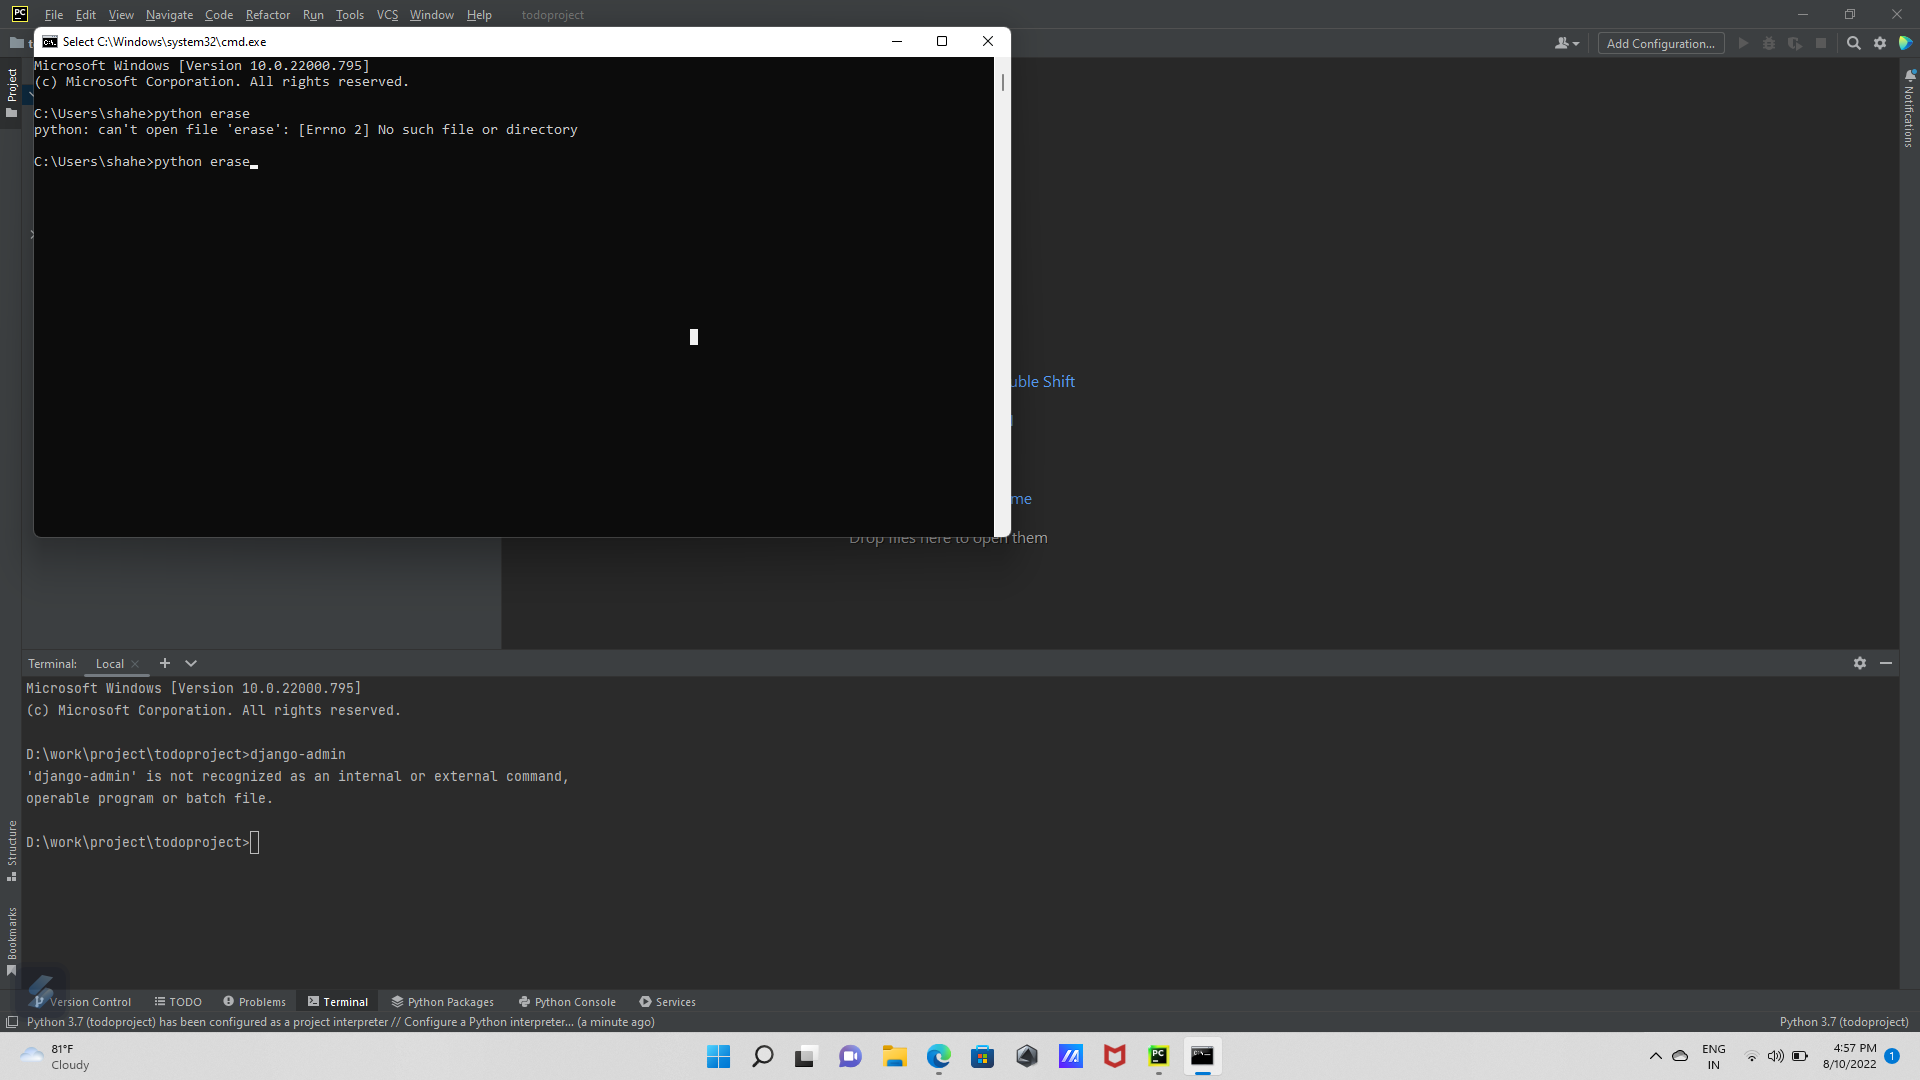 PC File Edit View Navigate Code Refactor Run Tools VCS Window Help todoproject
Select C:\Windows\system32\cmd.exe
Add Configuration...
Microsoft Windows [Version 10.0.22000.795]
(c) Microsoft Corporation. All rights reserved.
C:\Users\shahe>python erase
python: can't open file 'erase': [Errno 2] No such file or directory
C:\Users\shahe>python erase
Project
Notifications
uble Shift
me
Drop files here to open them
Terminal: Local
Microsoft Windows [Version 10.0.22000.795]
(c) Microsoft Corporation. All rights reserved.
D:\work\project\todoproject>django-admin
'django-admin' is not recognized as an internal or external command,
operable program or batch file.
D:\work\project\todoproject>
Structure
Bookmarks
Version Control TODO Problems Terminal Python Packages Python Console Services
Python 3.7 (todoproject) has been configured as a project interpreter // Configure a Python interpreter... (a minute ago) Python 3.7 (todoproject)
81°F
Cloudy
PC
ENG
IN
4:57 PM
8/10/2022
1